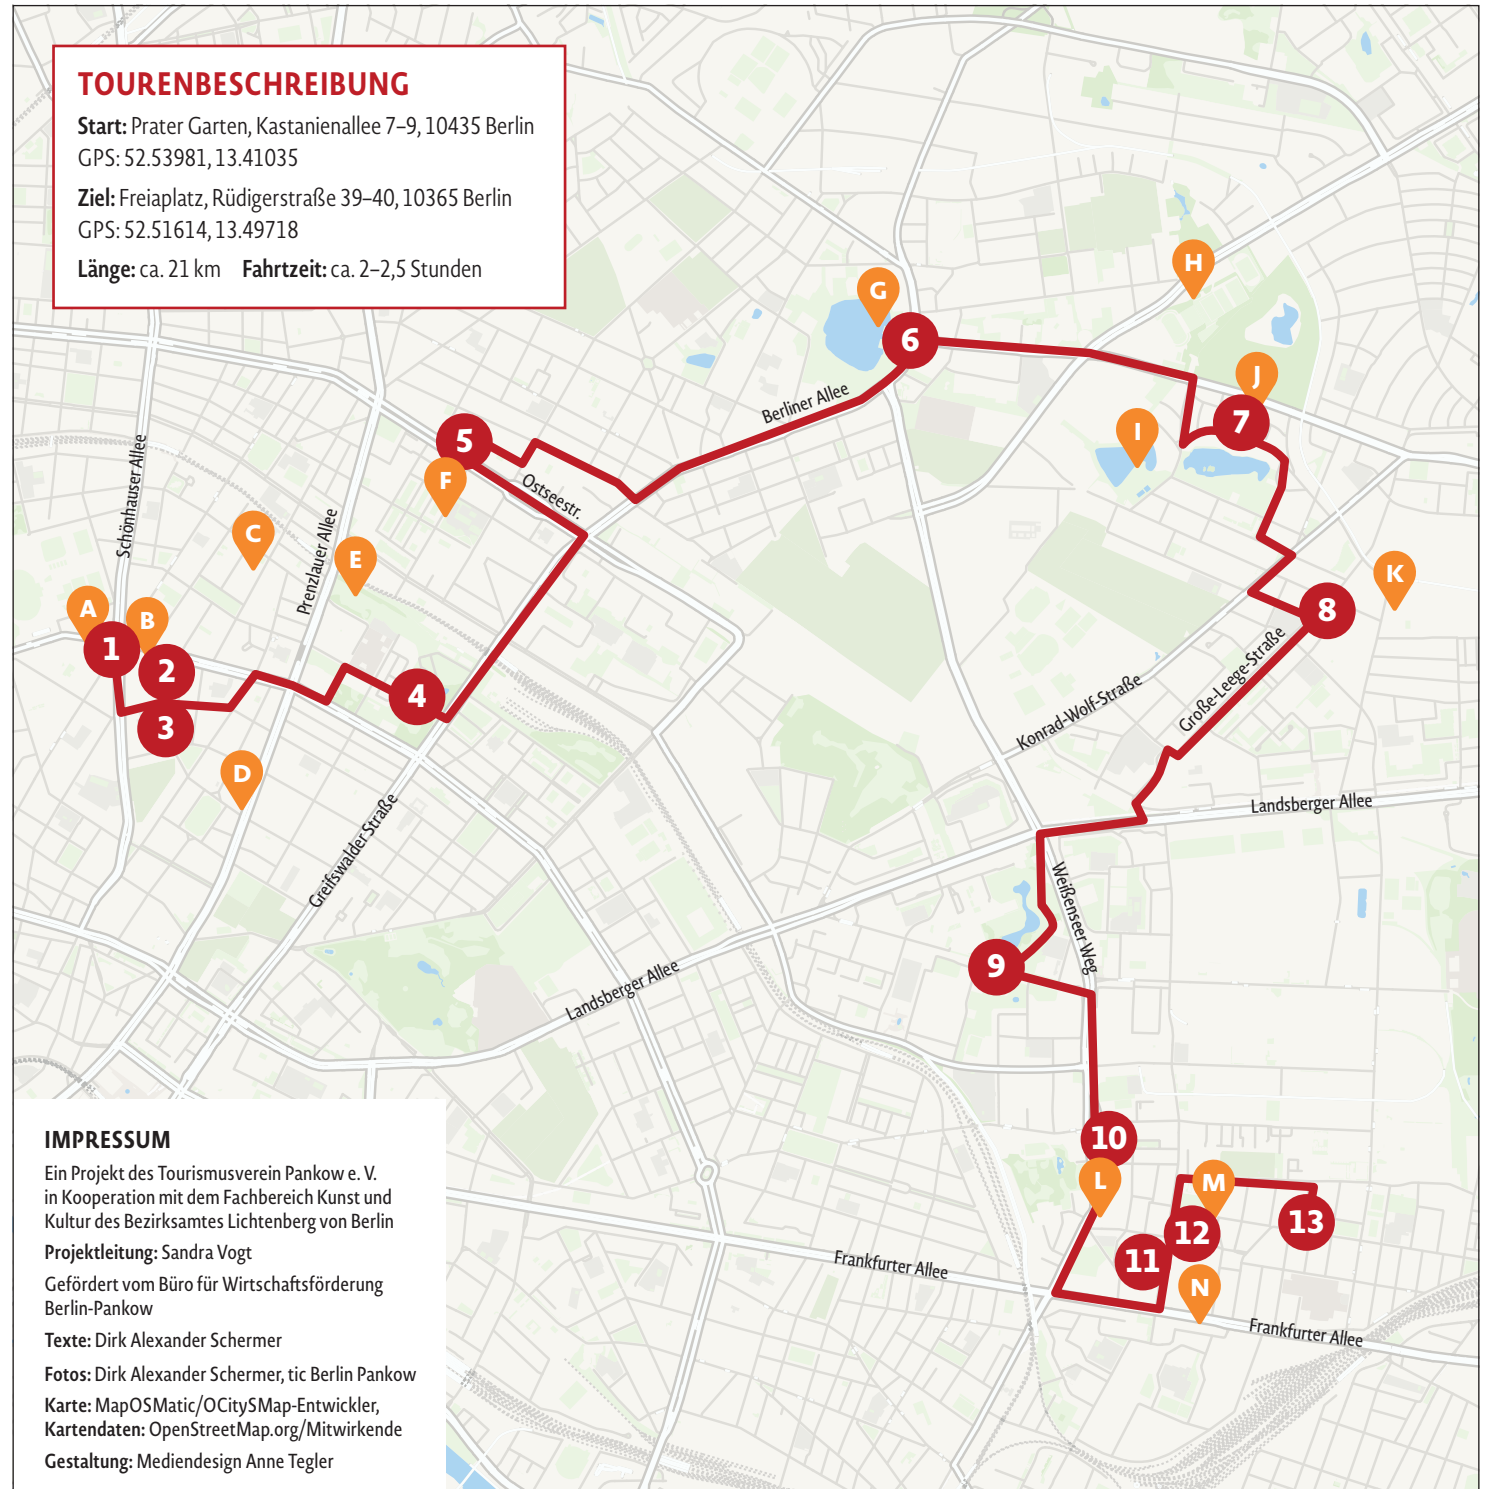 TOURENBESCHREIBUNG
Start: Prater Garten, Kastanienallee 7–9, 10435 Berlin
GPS: 52.53981, 13.41035
Ziel: Freiaplatz, Rüdigerstraße 39–40, 10365 Berlin
GPS: 52.51614, 13.49718
Länge: ca. 21 km Fahrtzeit: ca. 2–2,5 Stunden
H
G
J
6
Berliner Allee
7
I
5
F
Ostseestr.
Schönhauser Allee
C
Prenzlauer Allee
E
K
A
B
8
1
2
Große-Leege-Straße
4
Konrad-Wolf-Straße
3
D
Landsberger Allee
Greifswalder Straße
Weißenseer Weg
9
Landsberger Allee
10
L
M
13
12
11
Frankfurter Allee
N
Frankfurter Allee
IMPRESSUM
Ein Projekt des Tourismusverein Pankow e. V.
in Kooperation mit dem Fachbereich Kunst und
Kultur des Bezirksamtes Lichtenberg von Berlin
Projektleitung: Sandra Vogt
Gefördert vom Büro für Wirtschaftsförderung
Berlin-Pankow
Texte: Dirk Alexander Schermer
Fotos: Dirk Alexander Schermer, tic Berlin Pankow
Karte: MapOSMatic/OCitySMap-Entwickler,
Kartendaten: OpenStreetMap.org/Mitwirkende
Gestaltung: Mediendesign Anne Tegler